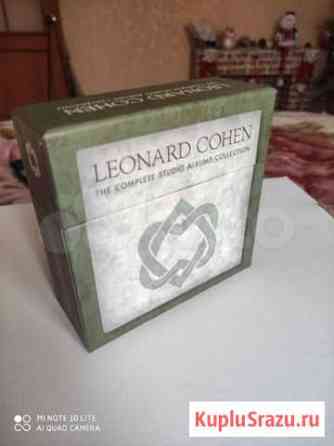 LEONARD COHEN
LEONARD COHEN
THE COMPLETE STUDIO ALBUMS COLLECTION
MI NOTE 10 LITE
AI QUAD CAMERA
KupluSrazu.ru